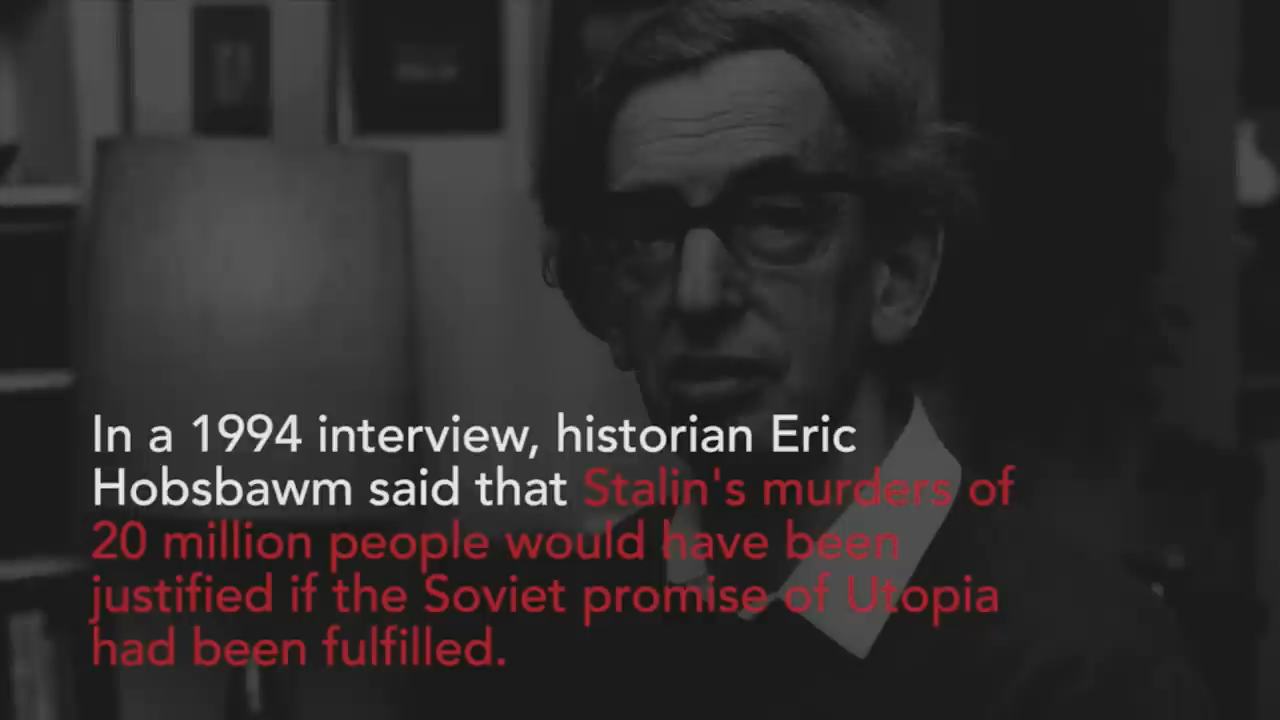 In a 1994 interview, historian Eric
Hobsbawm said that Stalin's murders of
20 million people would have been
justified if the Soviet promise of Utopia
had been fulfilled.